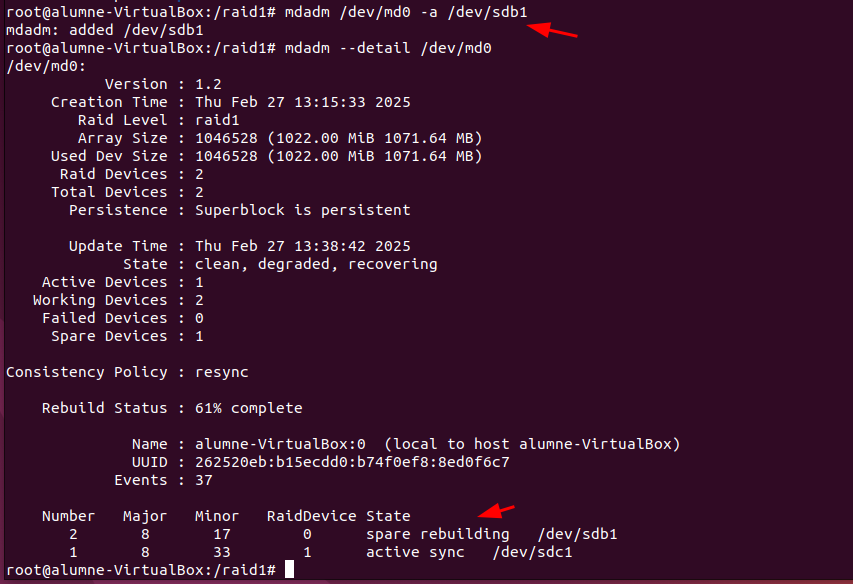 root@alumne-VirtualBox:/raid1# mdadm /dev/md0 -a /dev/sdb1
mdadm: added /dev/sdb1
root@alumne-VirtualBox:/raid1# mdadm --detail /dev/md0
/dev/md0:
Version : 1.2
Creation Time : Thu Feb 27 13:15:33 2025
Raid Level : raid1
Array Size : 1046528 (1022.00 MiB 1071.64 MB)
Used Dev Size : 1046528 (1022.00 MiB 1071.64 MB)
Raid Devices : 2
Total Devices : 2
Persistence : Superblock is persistent
Update Time : Thu Feb 27 13:38:42 2025
State : clean, degraded, recovering
Active Devices : 1
Working Devices : 2
Failed Devices : 0
Spare Devices : 1
Consistency Policy : resync
Rebuild Status : 61% complete
Name : alumne-VirtualBox:0  (local to host alumne-VirtualBox)
UUID : 262520eb:b15ecdd0:b74f0ef8:8ed0f6c7
Events : 37
Number   Major   Minor   RaidDevice State
2       8       17        0      spare rebuilding   /dev/sdb1
1       8       33        1      active sync   /dev/sdc1
root@alumne-VirtualBox:/raid1#